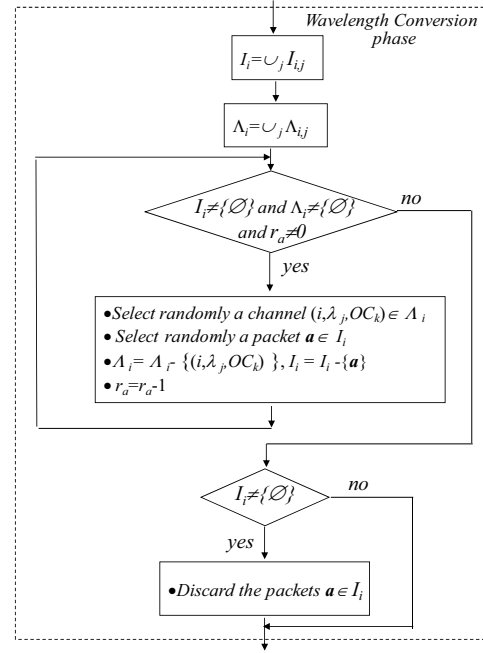 Wavelength Conversion
phase
I_i=∪_j I_{i,j}
Λ_i=∪_j Λ_{i,j}
I_i≠{∅} and Λ_i≠{∅}
and r_a≠0
no
yes
•Select randomly a channel (i,λ_j,OC_k)∈ Λ_i
•Select randomly a packet a ∈ I_i
•Λ_i= Λ_i- {(i,λ_j,OC_k) }, I_i = I_i -{a}
•r_a=r_a-1
I_i≠{∅}
no
yes
•Discard the packets a ∈ I_i